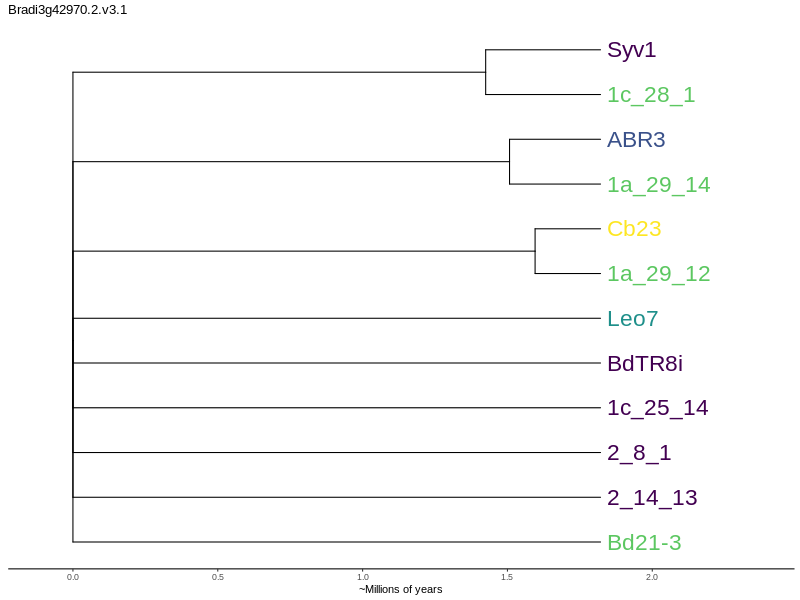 Bradi3g42970.2.v3.1
Syv1
1c_28_1
ABR3
1a_29_14
Cb23
1a_29_12
Leo7
BdTR8i
1c_25_14
2_8_1
2_14_13
Bd21-3
0.0 0.5 1.0 1.5 2.0
~Millions of years